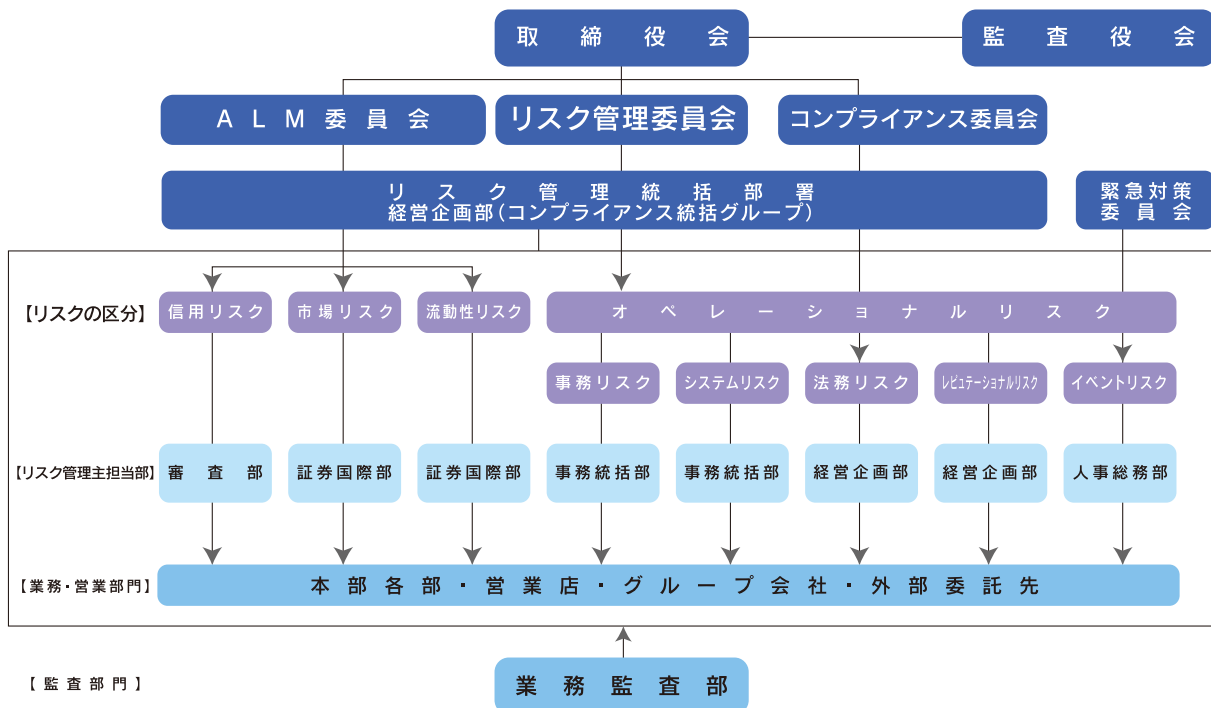 取締役会
監査役会
ALM委員会
リスク管理委員会
コンプライアンス委員会
リスク管理統括部署
経営企画部(コンプライアンス統括グループ)
緊急対策
委員会
【リスクの区分】
信用リスク
市場リスク
流動性リスク
オペレーショナルリスク
事務リスク
システムリスク
法務リスク
レピュテーショナルリスク
イベントリスク
【リスク管理主担当部】
審査部
証券国際部
証券国際部
事務統括部
事務統括部
経営企画部
経営企画部
人事総務部
【業務・営業部門】
本部各部・営業店・グループ会社・外部委託先
【監査部門】
業務監査部